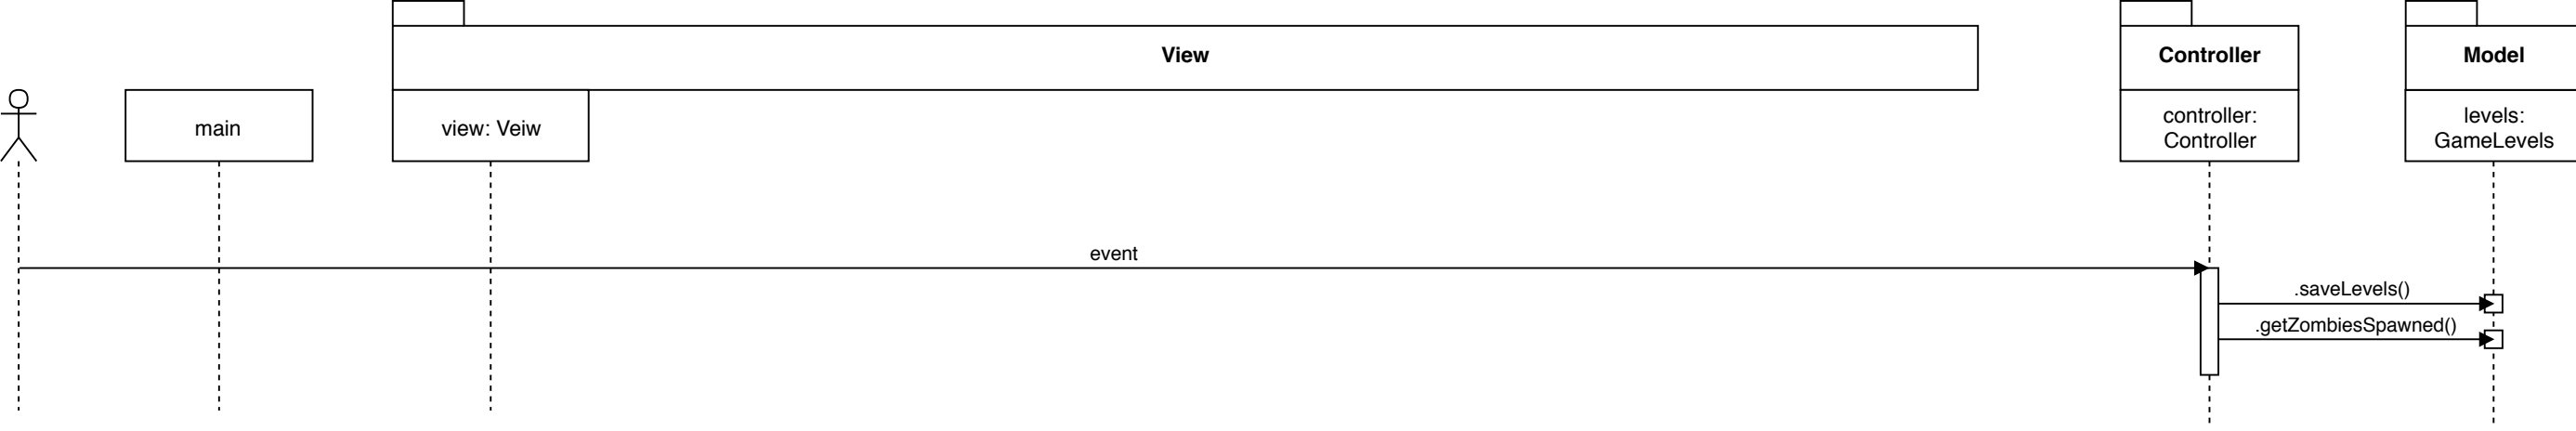 View
Controller
Model
main
view: Veiw
controller:
Controller
levels:
GameLevels
event
.saveLevels()
.getZombiesSpawned()